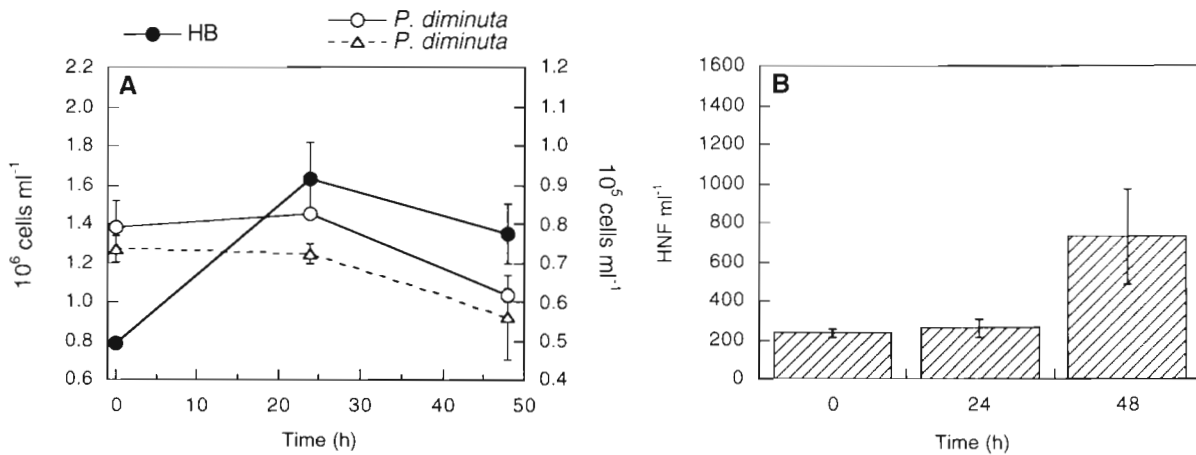 HB
P. diminuta
P. diminuta
A
2.2
2.0
1.8
1.6
1.4
1.2
1.0
0.8
0.6
10⁶ cells ml⁻¹
1.2
1.1
1.0
0.9
0.8
0.7
0.6
0.5
0.4
10⁵ cells ml⁻¹
0 10 20 30 40 50
Time (h)
B
1600
1400
1200
1000
800
600
400
200
0
HNF ml⁻¹
0 24 48
Time (h)